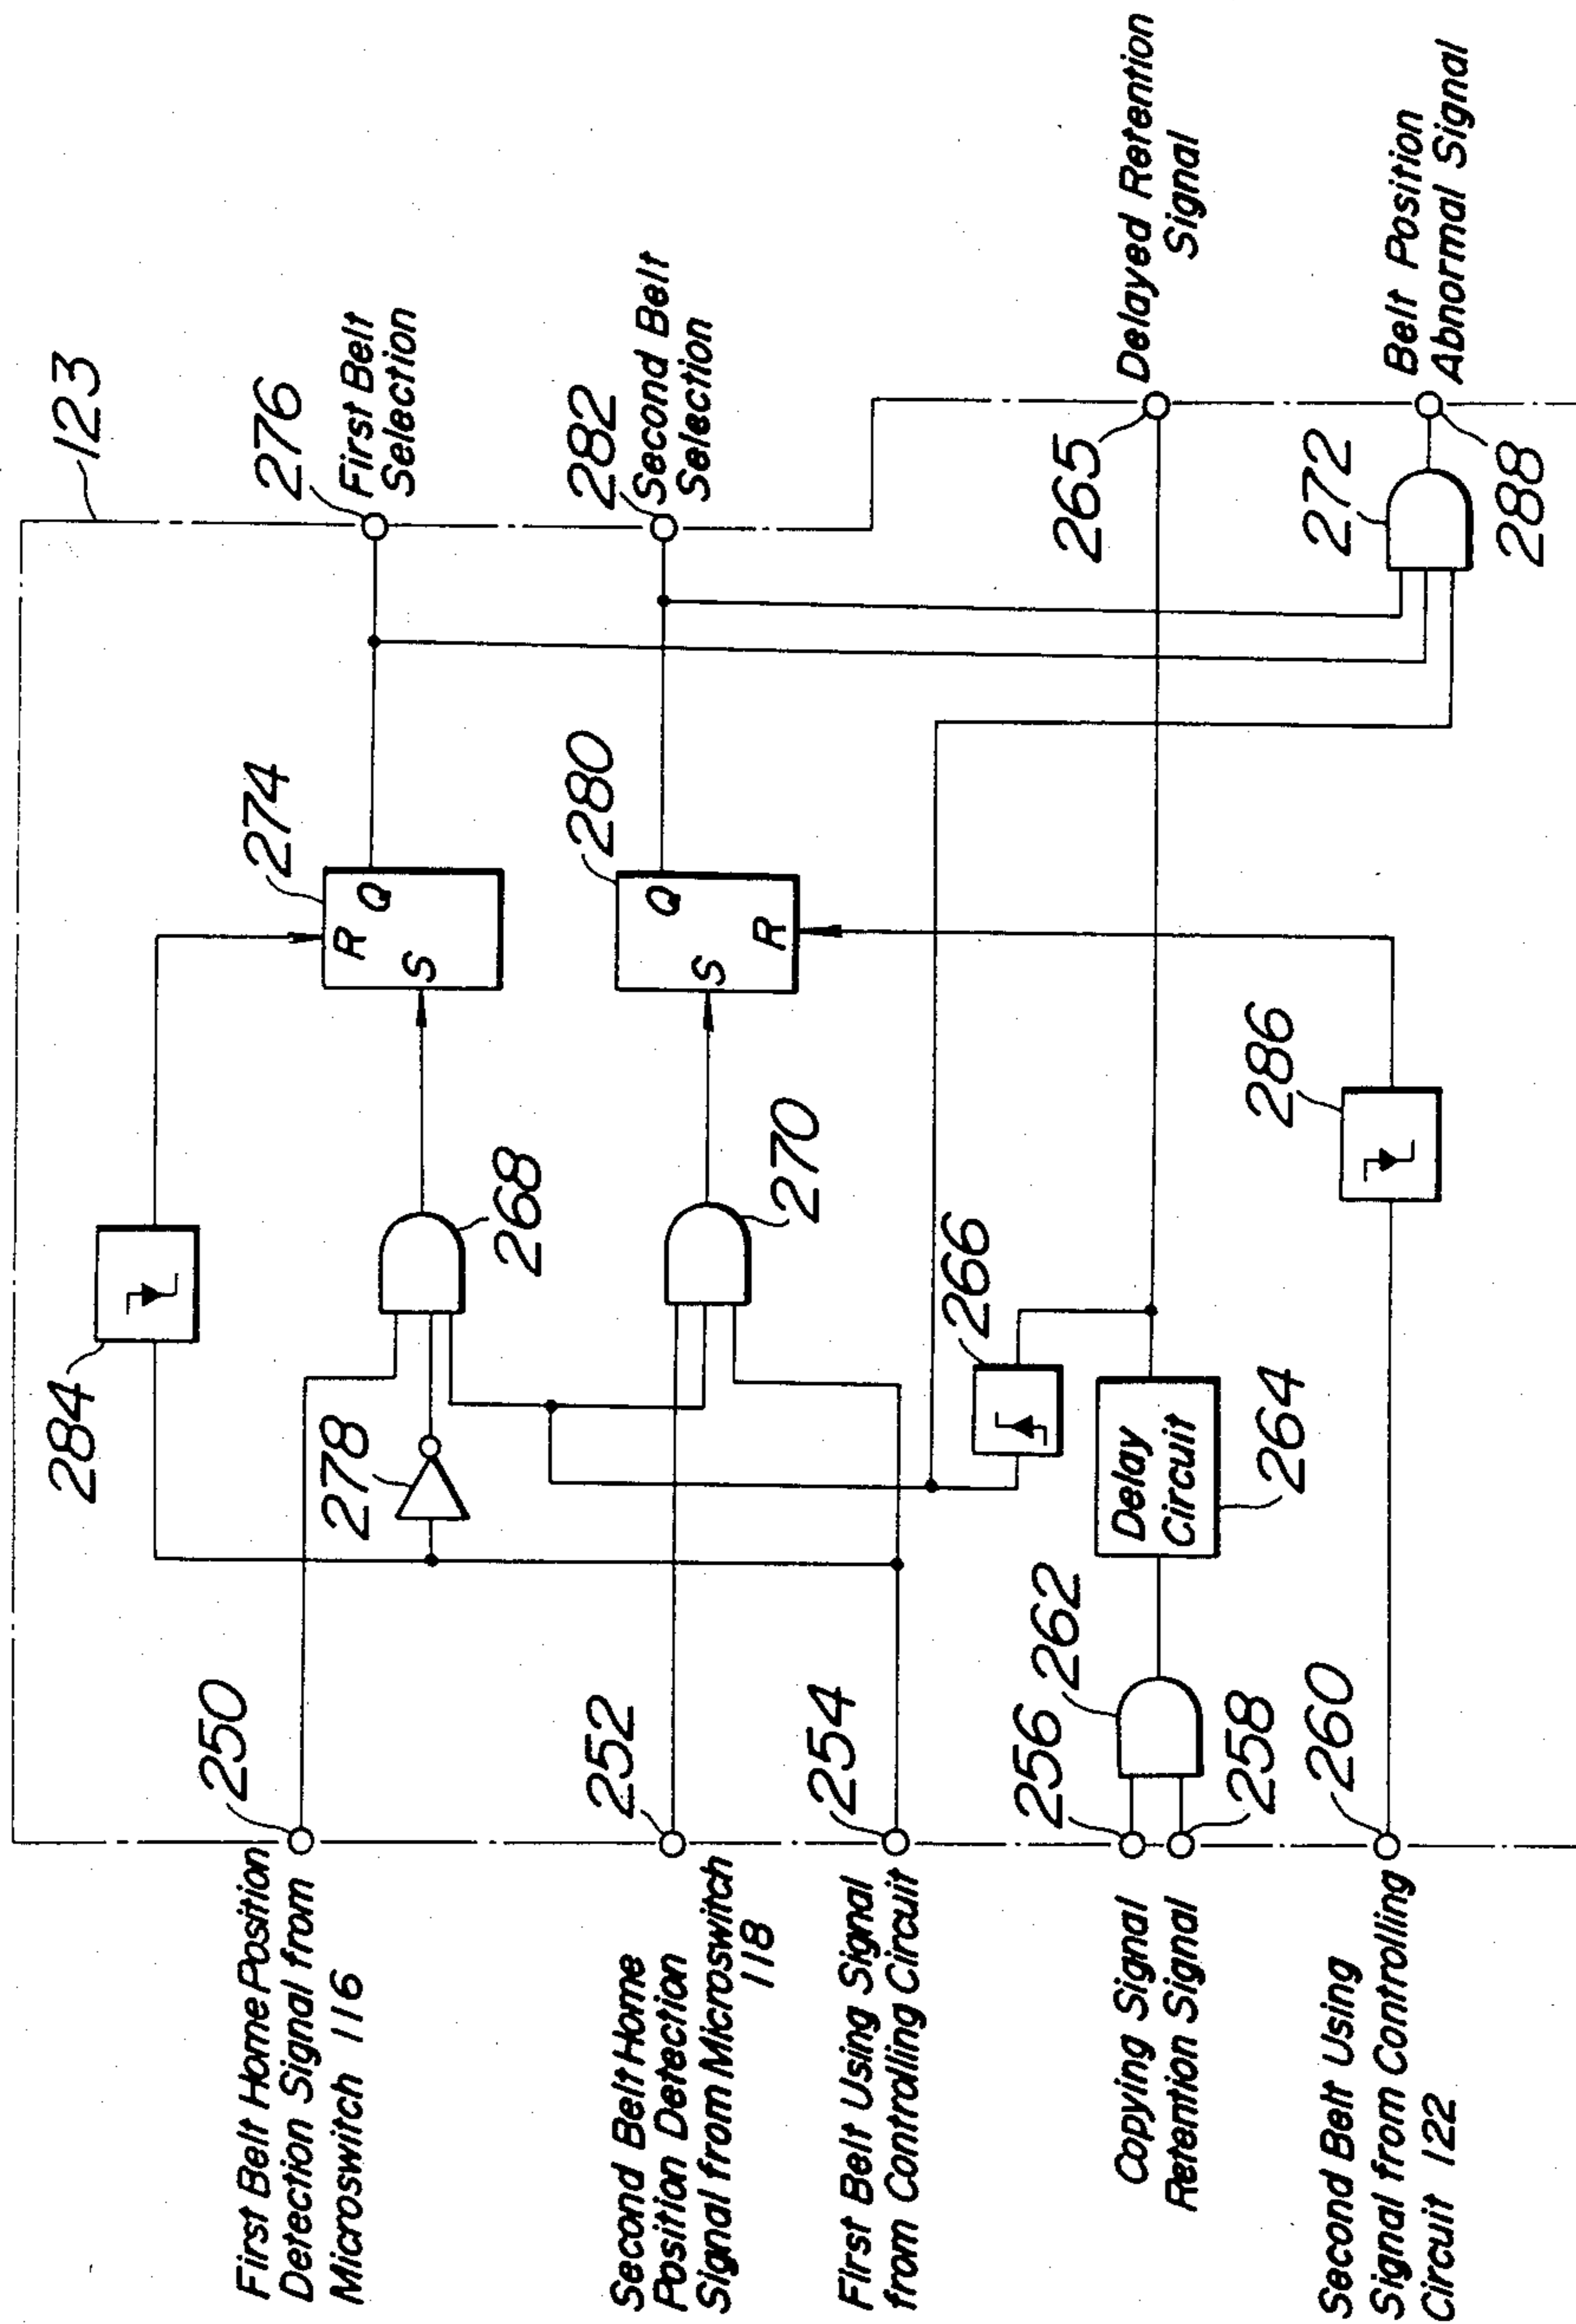 123
284
250
First Belt Home Position
Detection Signal from
Microswitch 116
278
268
R
Q
S
274
276
First Belt
Selection
252
Second Belt Home
Position Detection
Signal from Microswitch
118
270
S
Q
R
280
282
Second Belt
Selection
254
First Belt Using Signal
from Controlling Circuit
266
256
262
Copying Signal
Retention Signal
258
Delay
Circuit
264
265
Delayed Retention
Signal
260
Second Belt Using
Signal from Controlling
Circuit 122
286
272
288
Belt Position
Abnormal Signal